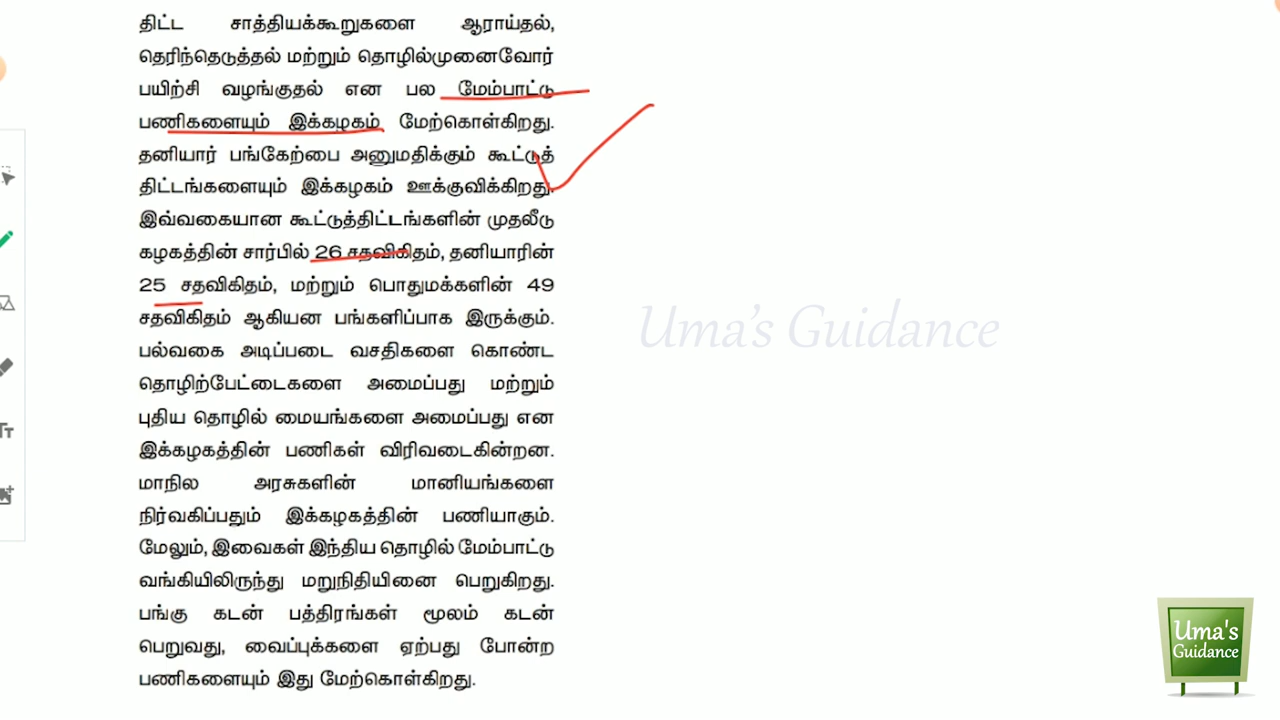 திட்ட சாத்தியக்கூறுகளை ஆராய்தல்,
தெரிந்தெடுத்தல் மற்றும் தொழில்முனைவோர்
பயிற்சி வழங்குதல் என பல மேம்பாட்டு
பணிகளையும் இக்கழகம் மேற்கொள்கிறது.
தனியார் பங்கேற்பை அனுமதிக்கும் கூட்டுத்
திட்டங்களையும் இக்கழகம் ஊக்குவிக்கிறது.
இவ்வகையான கூட்டுத்திட்டங்களின் முதலீடு
கழகத்தின் சார்பில் 26 சதவிகிதம், தனியாரின்
25 சதவிகிதம், மற்றும் பொதுமக்களின் 49
சதவிகிதம் ஆகியன பங்களிப்பாக இருக்கும்.
பல்வகை அடிப்படை வசதிகளை கொண்ட
தொழிற்பேட்டைகளை அமைப்பது மற்றும்
புதிய தொழில் மையங்களை அமைப்பது என
இக்கழகத்தின் பணிகள் விரிவடைகின்றன.
மாநில அரசுகளின் மானியங்களை
நிர்வகிப்பதும் இக்கழகத்தின் பணியாகும்.
மேலும், இவைகள் இந்திய தொழில் மேம்பாட்டு
வங்கியிலிருந்து மறுநிதியினை பெறுகிறது.
பங்கு கடன் பத்திரங்கள் மூலம் கடன்
பெறுவது, வைப்புக்களை ஏற்பது போன்ற
பணிகளையும் இது மேற்கொள்கிறது.
Uma's Guidance
Uma's
Guidance